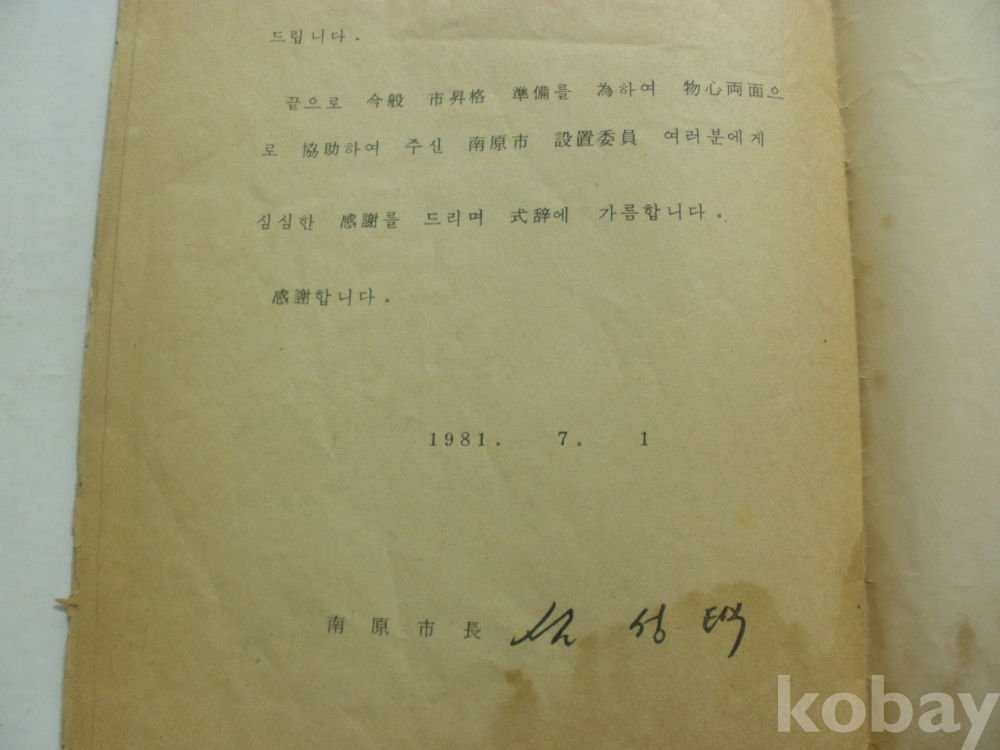 드립니다.
끝으로 今般 市昇格 準備를 為하여 物心両面으
로 協助하여 주신 南原市 設置委員 여러분에게
심심한 感謝를 드리며 式辞에 가름합니다.
感謝합니다.
1981. 7. 1
南原市長 성택
kobay